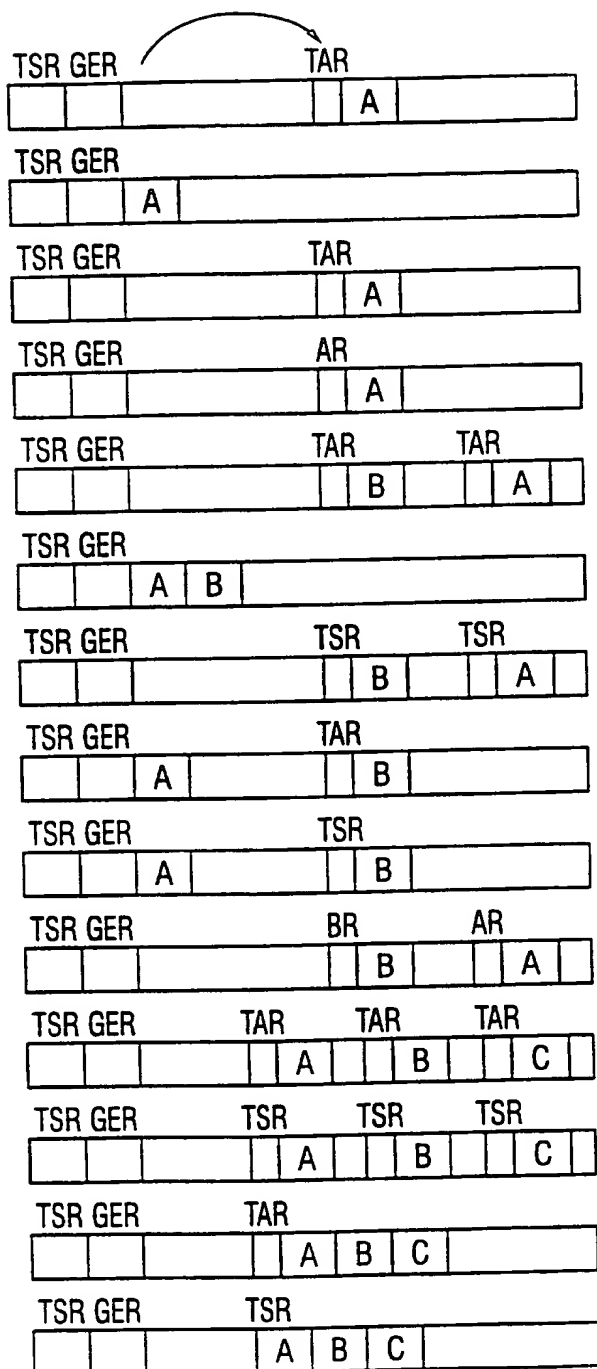 TSR GER TAR
A
TSR GER
A
TSR GER TAR
A
TSR GER AR
A
TSR GER TAR TAR
B A
TSR GER
A B
TSR GER TSR TSR
B A
TSR GER TAR
A B
TSR GER TSR
A B
TSR GER BR AR
B A
TSR GER TAR TAR TAR
A B C
TSR GER TSR TSR TSR
A B C
TSR GER TAR
A B C
TSR GER TSR
A B C